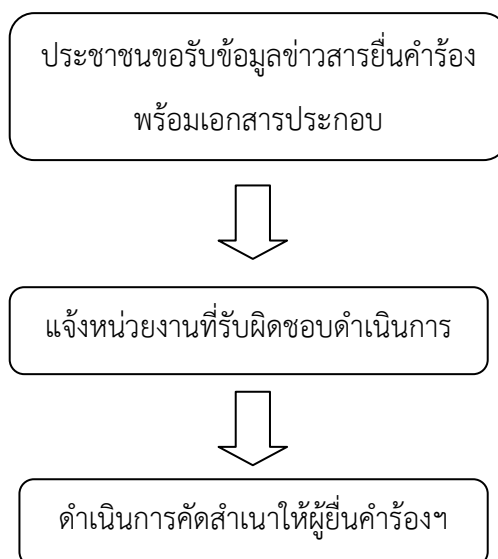 ประชาชนขอรับข้อมูลข่าวสารยื่นคำร้อง
พร้อมเอกสารประกอบ
แจ้งหน่วยงานที่รับผิดชอบดำเนินการ
ดำเนินการคัดสำเนาให้ผู้ยื่นคำร้องฯ